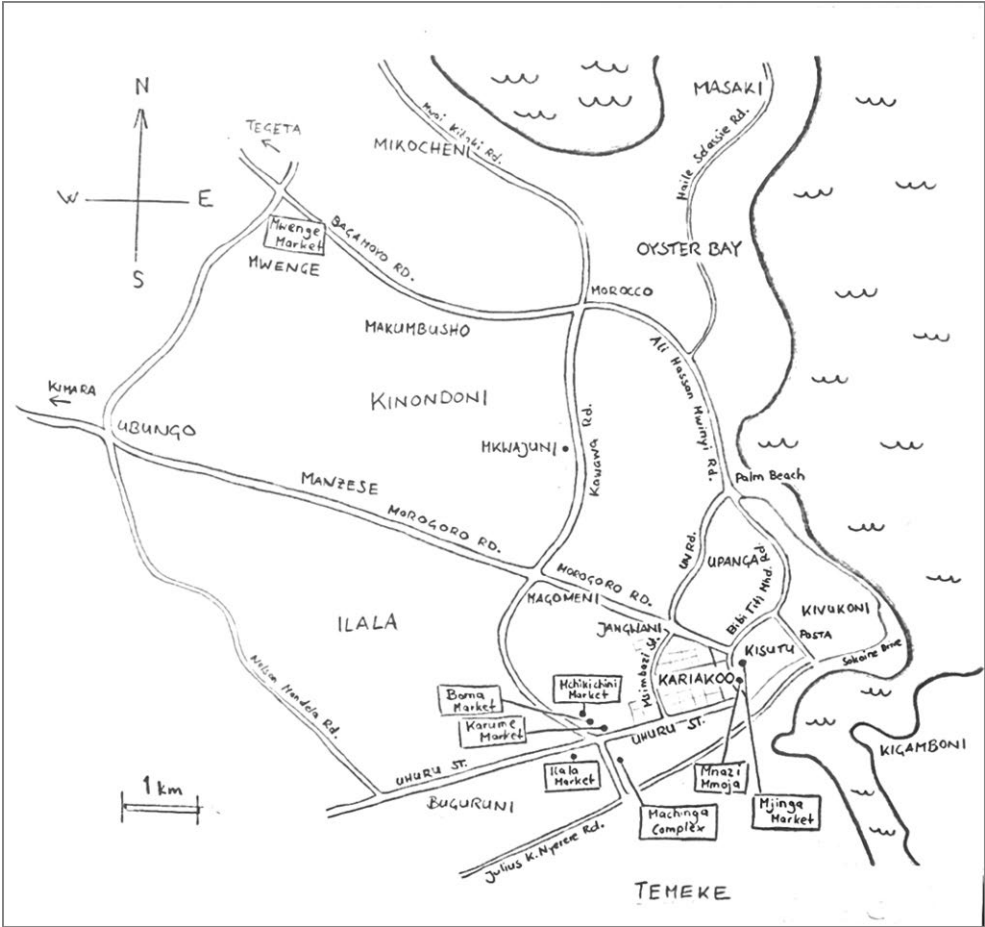 N
W
E
S
TEGETA
MIKOCHENI
MASAKI
Haile Selassie Rd.
OYSTER BAY
Mwenge
Market
MWENGE
BAGAMOYO RD.
MOROCCO
MAKUMBUSHO
Ali Hassan Mwinyi Rd.
KIMARA
UBUNGO
KINONDONI
MKWAJUNI
Kawawa Rd.
Palm Beach
MANZESE
MOROGORO RD.
UN Rd.
UPANGA
Bibi Titi Mhd. Rd.
MOROGORO RD.
MAGOMENI
JANGWANI
KIVUKONI
POSTA
ILALA
KISUTU
Sokoine Drive
Msimbazi St.
KARIAKOO
Nelson Mandela Rd.
Mchikichini
Market
Boma
Market
Karume
Market
UHURU ST.
KIGAMBONI
UHURU ST.
Ilala
Market
Mnazi
Mmoja
BUGURUNI
Machinga
Complex
Mjinga
Market
1 km
Julius K. Nyerere Rd.
TEMEKE